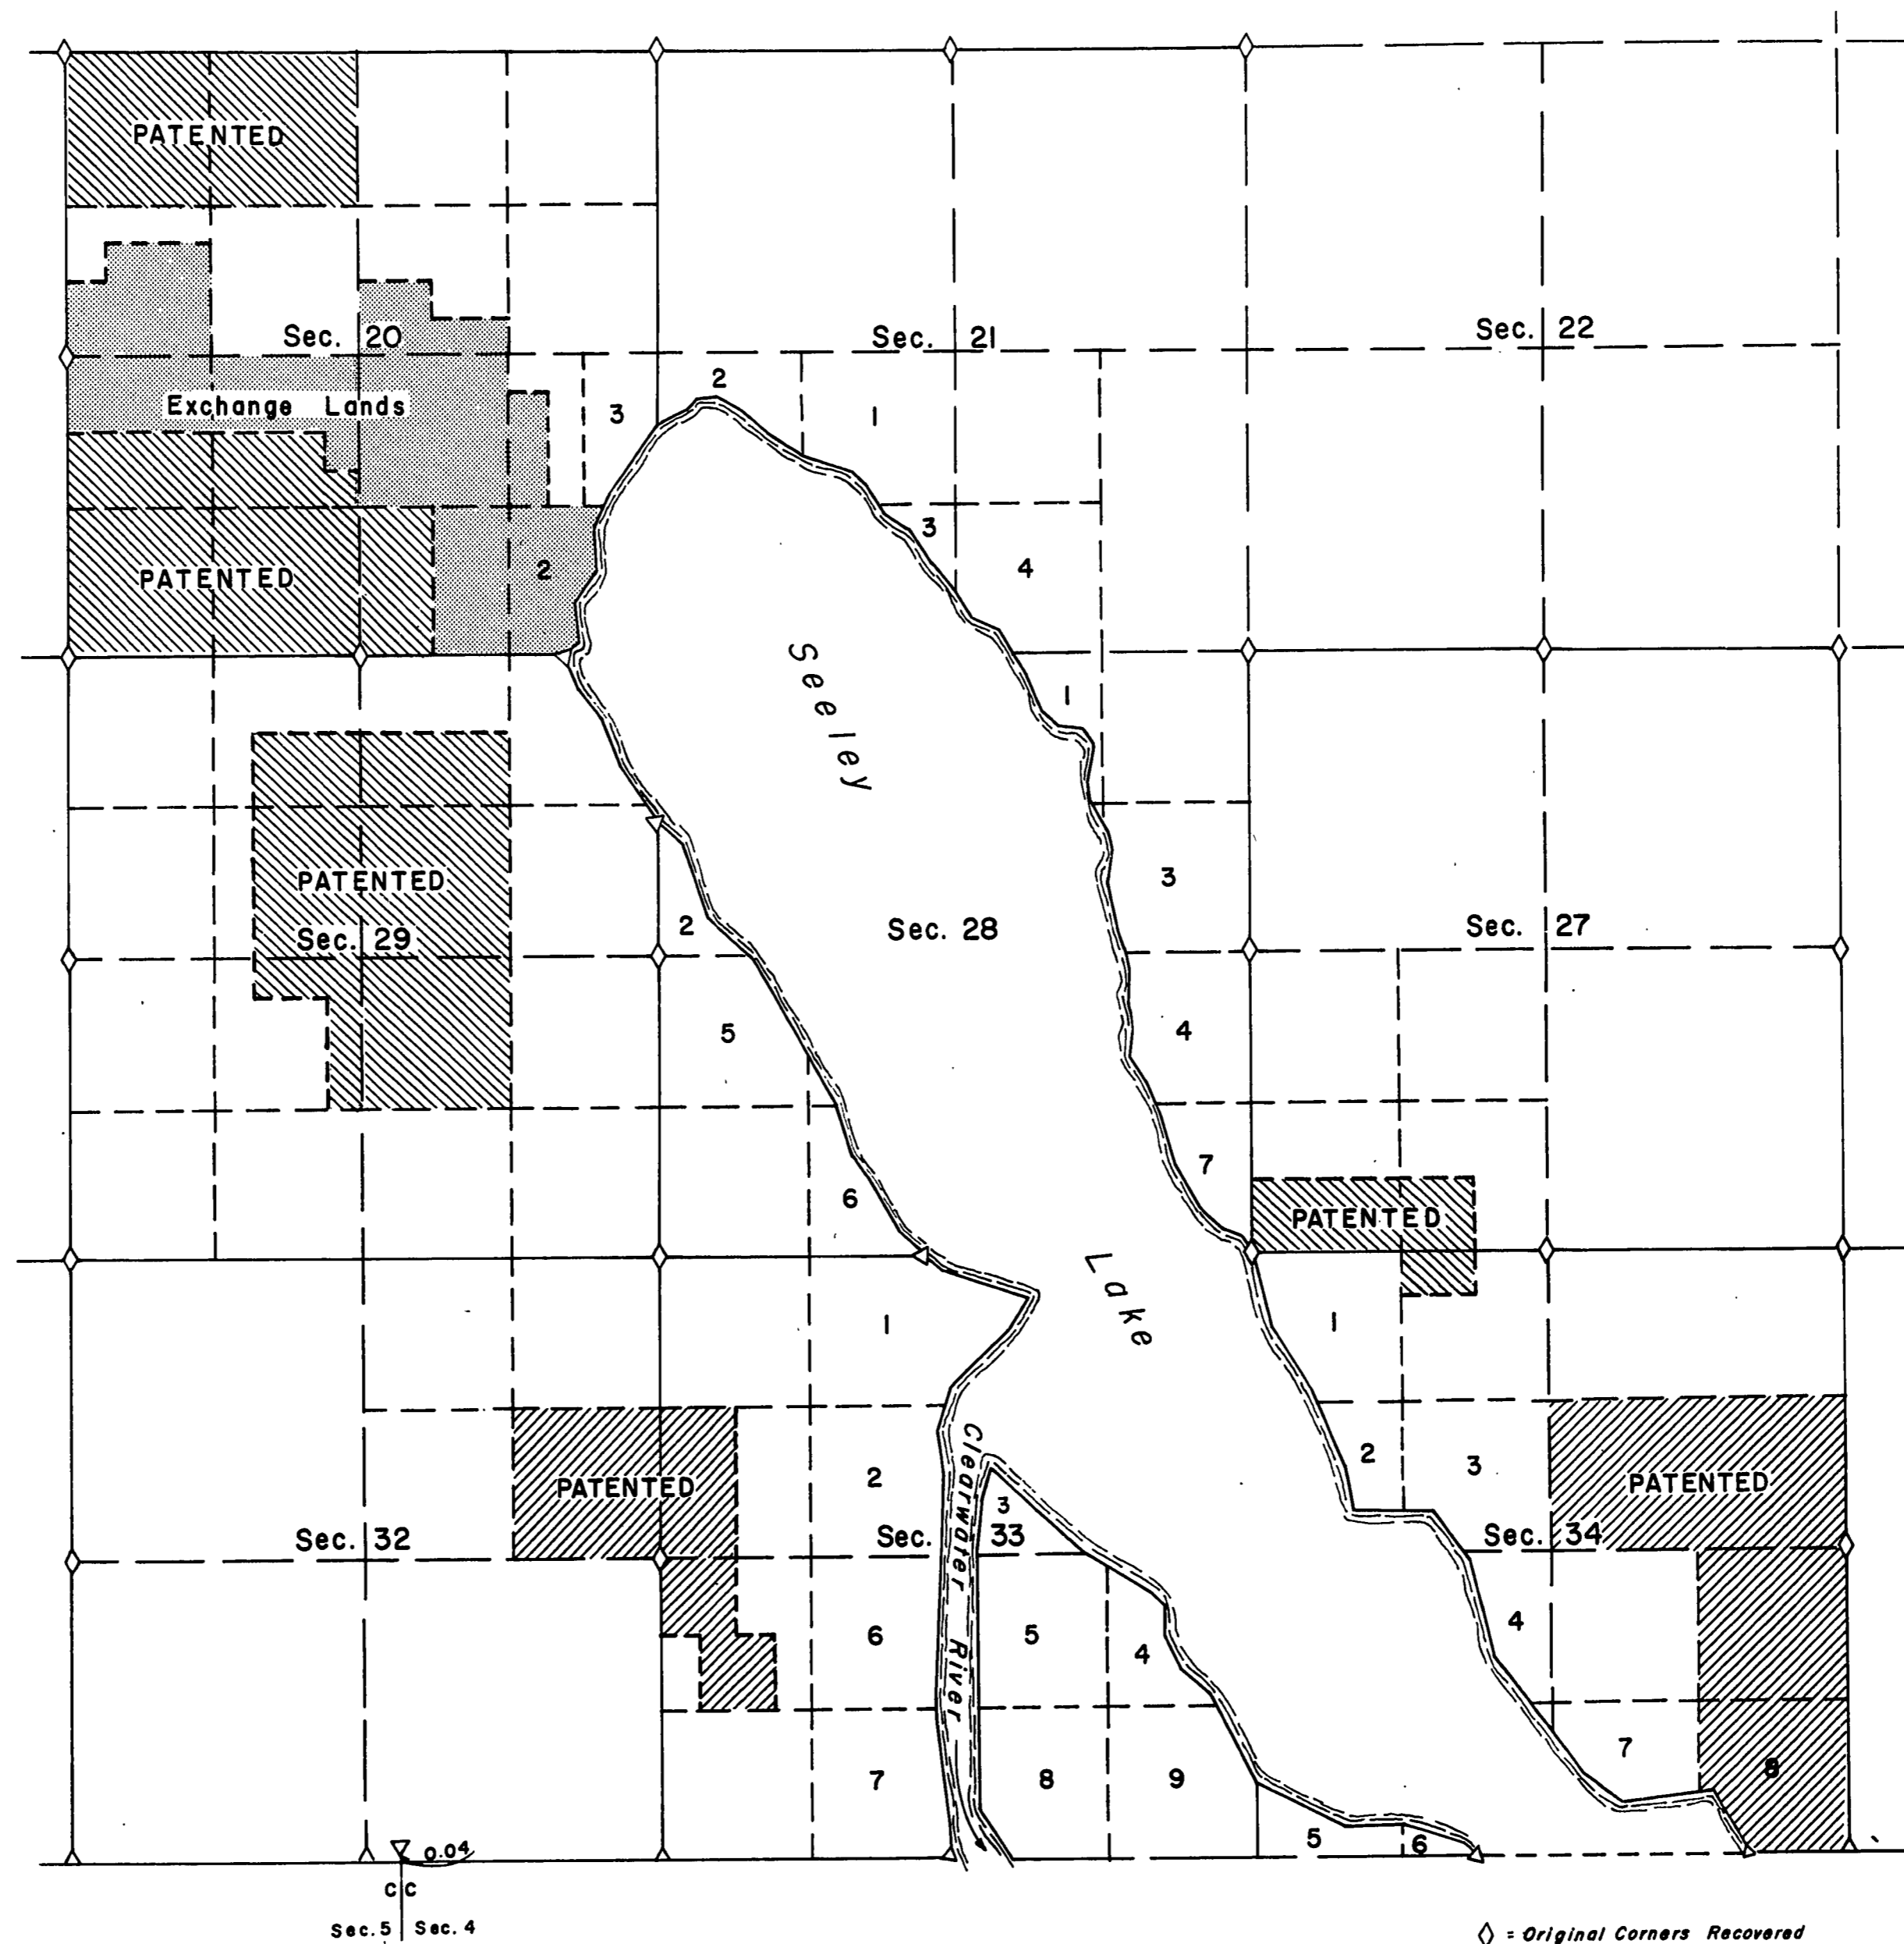 PATENTED
Sec. 20
Sec. 21
Sec. 22
Exchange Lands
2
3
1
3
4
2
PATENTED
1
Seeley
PATENTED
3
2
Sec. 28
Sec. 27
Sec. 29
5
4
7
6
PATENTED
Lake
1
1
2
3
2
PATENTED
PATENTED
3
Clearwater River
Sec. 32
Sec. 33
Sec. 34
6
5
4
4
7
8
7
8
9
5
6
0.04
C C
Sec. 5 Sec. 4
= Original Corners Recovered